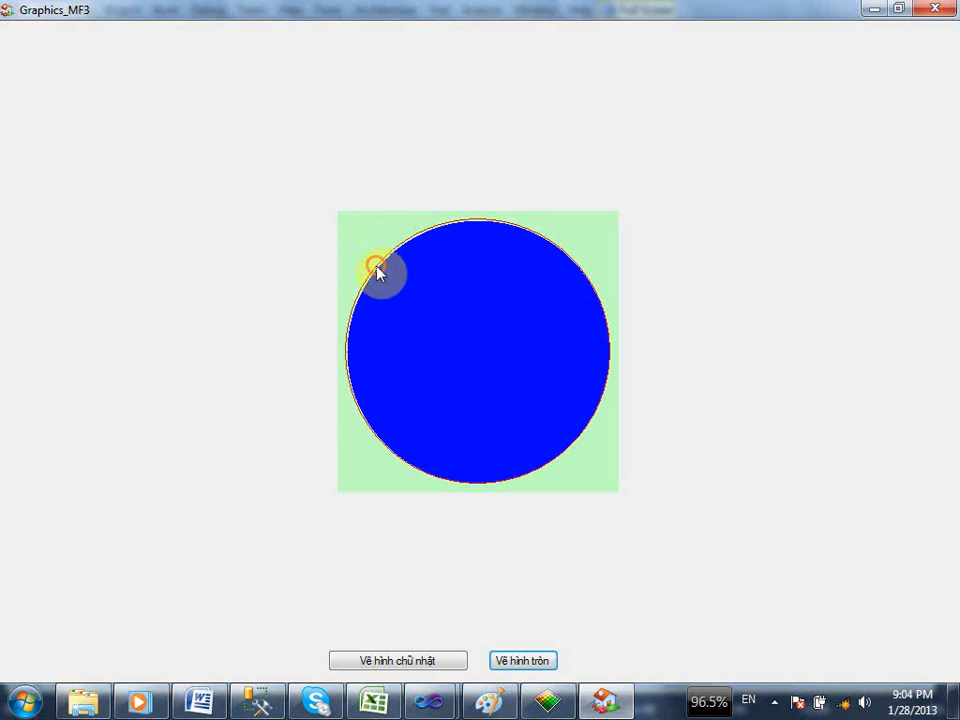 Graphics_MF3
Vẽ hình chữ nhật
Vẽ hình tròn
96.5%
EN
9:04 PM
1/28/2013